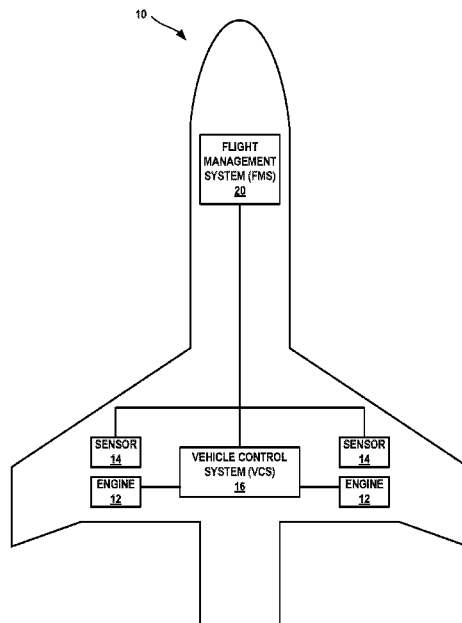 10
FLIGHT
MANAGEMENT
SYSTEM (FMS)
20
SENSOR
14
SENSOR
14
VEHICLE CONTROL
SYSTEM (VCS)
16
ENGINE
12
ENGINE
12